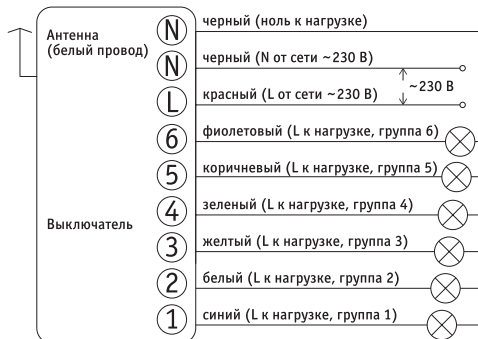 Антенна
(белый провод)
Выключатель
N черный (ноль к нагрузке)
N черный (N от сети ~230 В)
~230 В
L красный (L от сети ~230 В)
6 фиолетовый (L к нагрузке, группа 6)
5 коричневый (L к нагрузке, группа 5)
4 зеленый (L к нагрузке, группа 4)
3 желтый (L к нагрузке, группа 3)
2 белый (L к нагрузке, группа 2)
1 синий (L к нагрузке, группа 1)